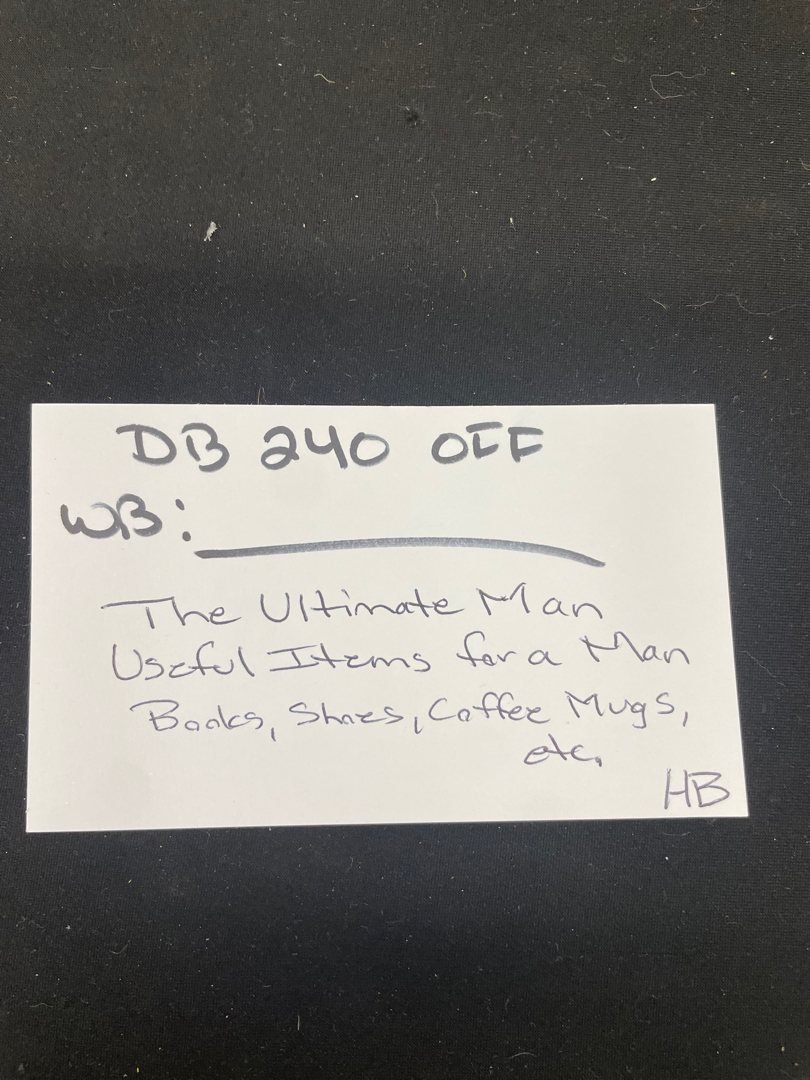 DB 240 OFF
WB:
The Ultimate Man
Useful Items for a Man
Books, Shoes, Coffee Mugs,
etc.
HB